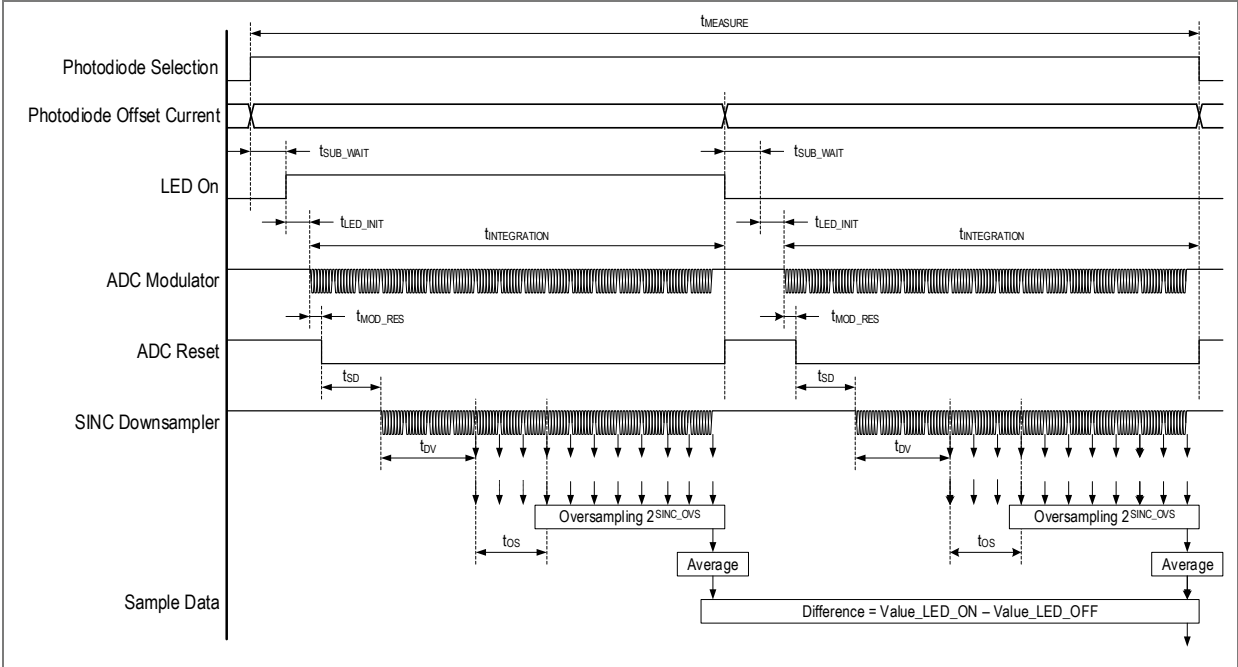 tMEASURE
Photodiode Selection
Photodiode Offset Current
tSUB_WAIT tSUB_WAIT
LED On
tLED_INIT tLED_INIT
tINTEGRATION tINTEGRATION
ADC Modulator
tMOD_RES tMOD_RES
ADC Reset
tSD tSD
SINC Downsampler
tDV tDV
Oversampling 2SINC_OVS Oversampling 2SINC_OVS
tOS tOS
Average Average
Sample Data
Difference = Value_LED_ON – Value_LED_OFF